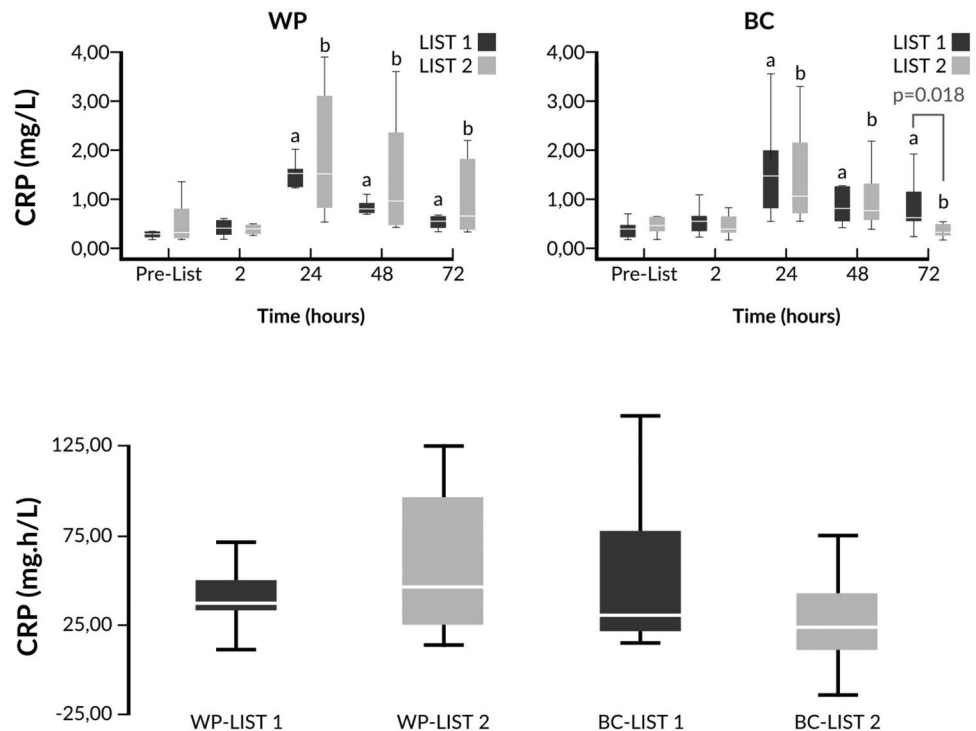 WP
LIST 1
LIST 2
4,00
3,00
2,00
1,00
0,00
CRP (mg/L)
a
b
a
b
a
b
Pre-List 2 24 48 72
Time (hours)
BC
LIST 1
LIST 2
p=0.018
4,00
3,00
2,00
1,00
0,00
a
b
a
b
a
b
Pre-List 2 24 48 72
Time (hours)
CRP (mg.h/L)
125,00
75,00
25,00
-25,00
WP-LIST 1 WP-LIST 2 BC-LIST 1 BC-LIST 2